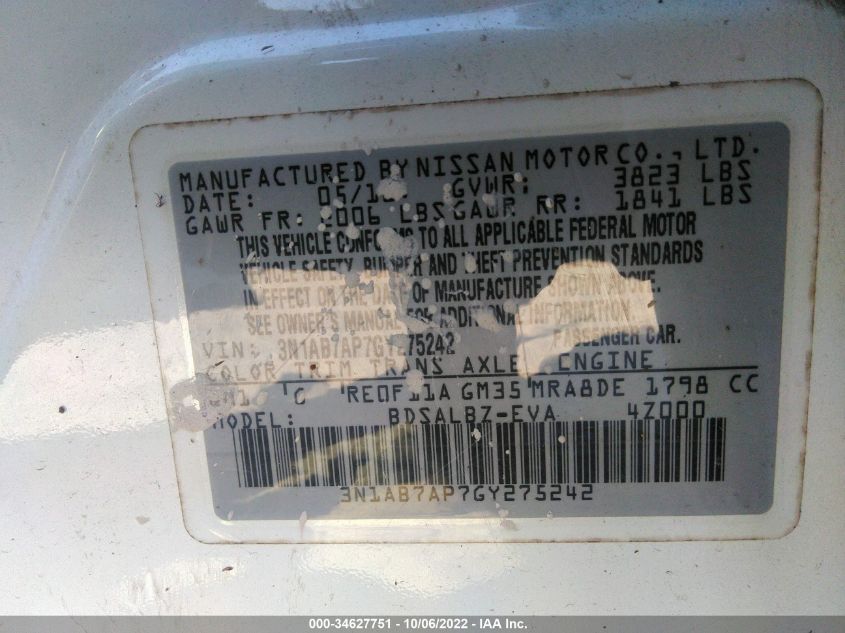 MANUFACTURED BY NISSAN MOTOR CO., LTD.
DATE: 05/16 GVWR: 3823 LBS
GAWR FR: 2006 LBS GAWR RR: 1841 LBS
THIS VEHICLE CONFORMS TO ALL APPLICABLE FEDERAL MOTOR
VEHICLE SAFETY, BUMPER AND THEFT PREVENTION STANDARDS
IN EFFECT ON THE DATE OF MANUFACTURE SHOWN ABOVE.
SEE OWNER'S MANUAL FOR ADDITIONAL INFORMATION.
VIN: 3N1AB7AP7GY275242 PASSENGER CAR.
COLOR TRIM TRANS AXLE ENGINE
G RE0F11A GM35 MRA8DE 1798 CC
MODEL: BDSALBZ-EVA 4Z000
3N1AB7AP7GY275242
000-34627751 - 10/06/2022 - IAA Inc.